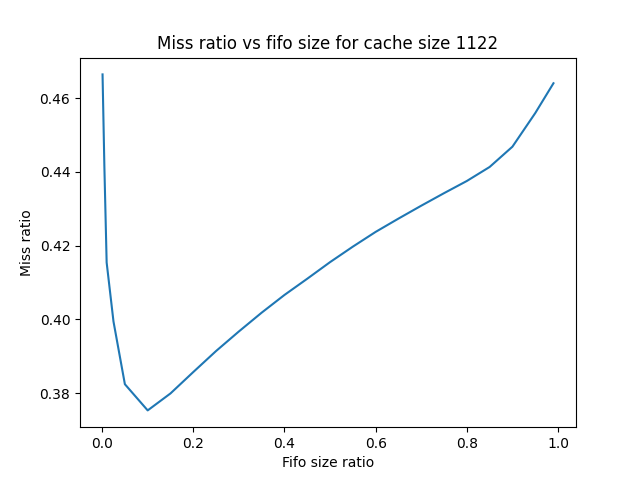 Miss ratio vs fifo size for cache size 1122
0.46
0.44
0.42
0.40
0.38
Miss ratio
0.0 0.2 0.4 0.6 0.8 1.0
Fifo size ratio